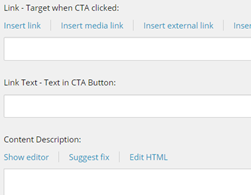 Link - Target when CTA clicked:
Insert link Insert media link Insert external link
Link Text - Text in CTA Button:
Content Description:
Show editor Suggest fix Edit HTML